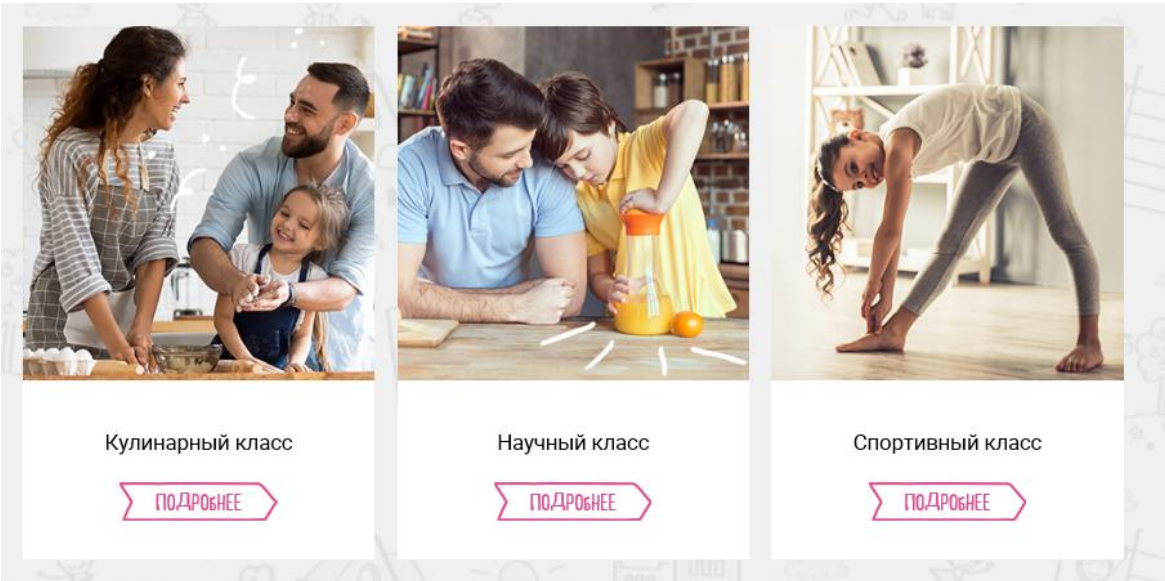 Кулинарный класс
ПОДРОБНЕЕ
Научный класс
ПОДРОБНЕЕ
Спортивный класс
ПОДРОБНЕЕ